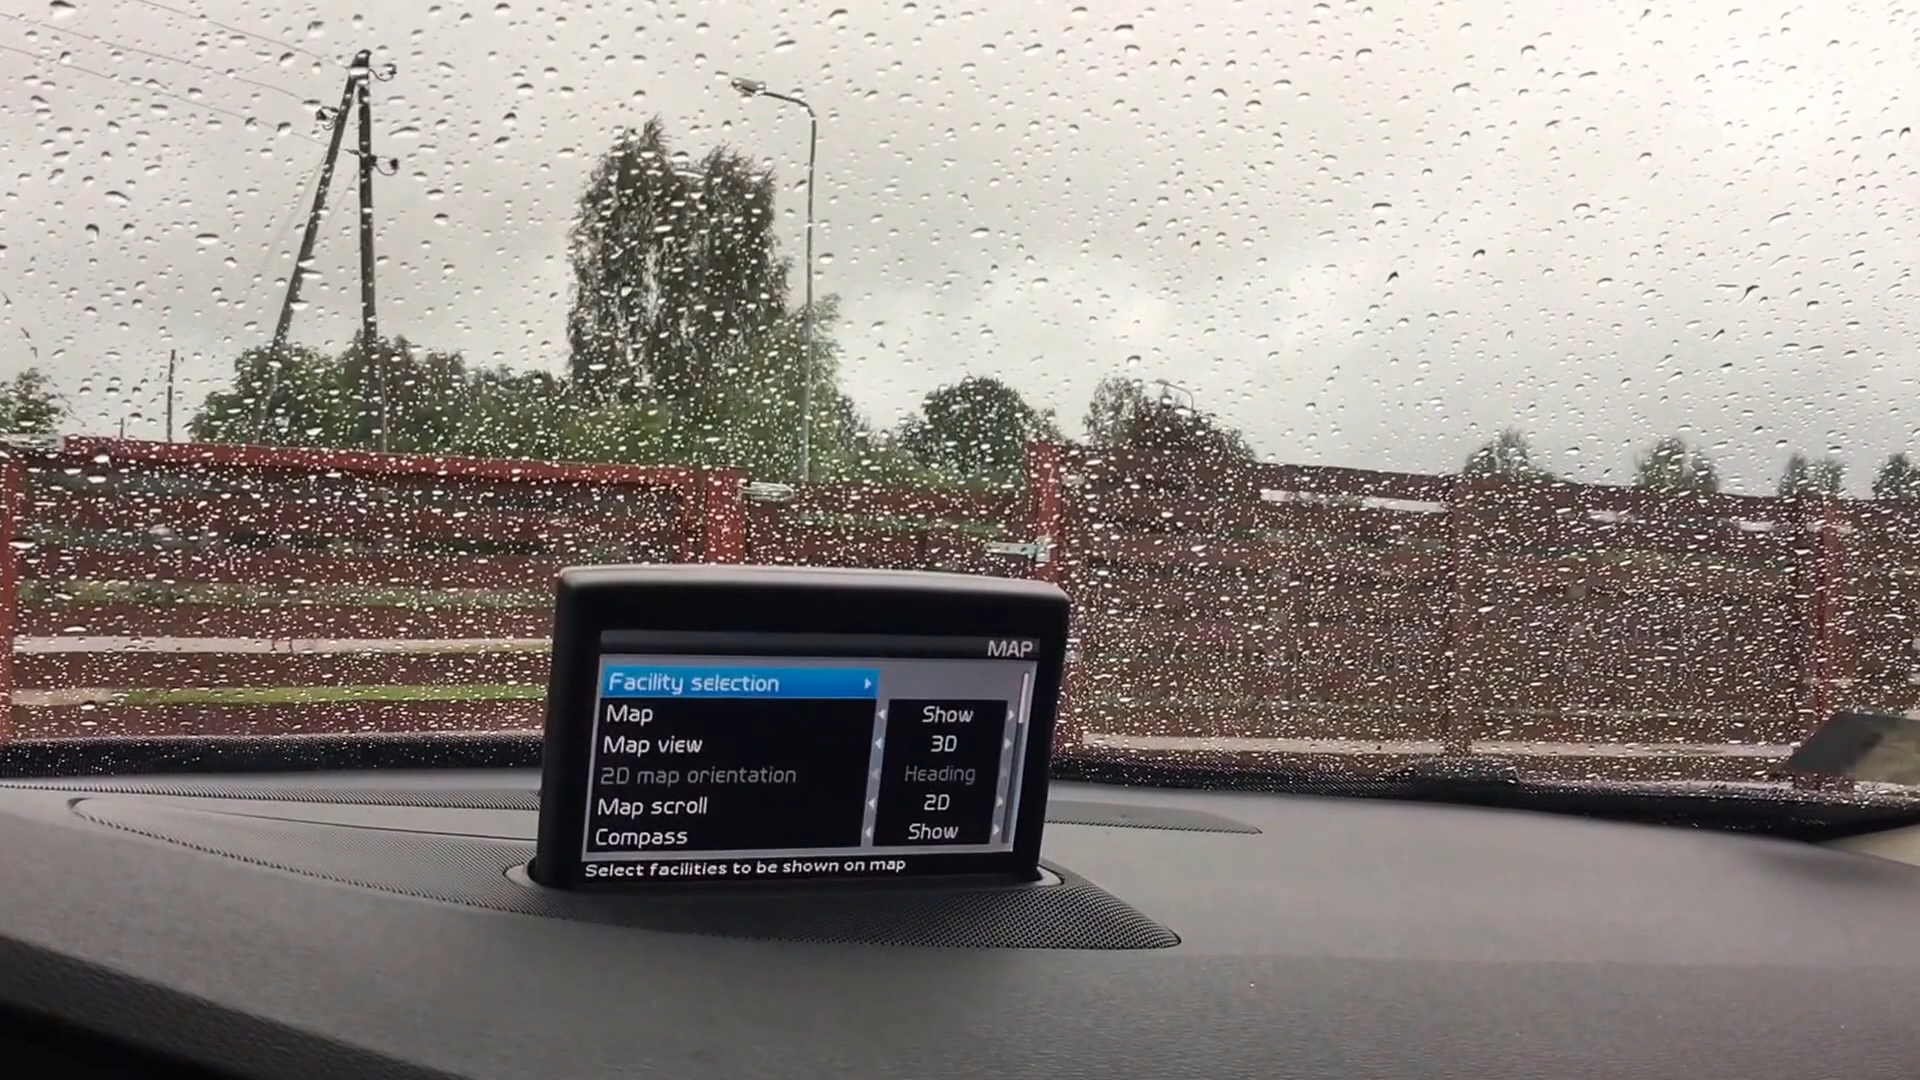 MAP
Facility selection
Map Show
Map view 3D
2D map orientation Heading
Map scroll 2D
Compass Show
Select facilities to be shown on map